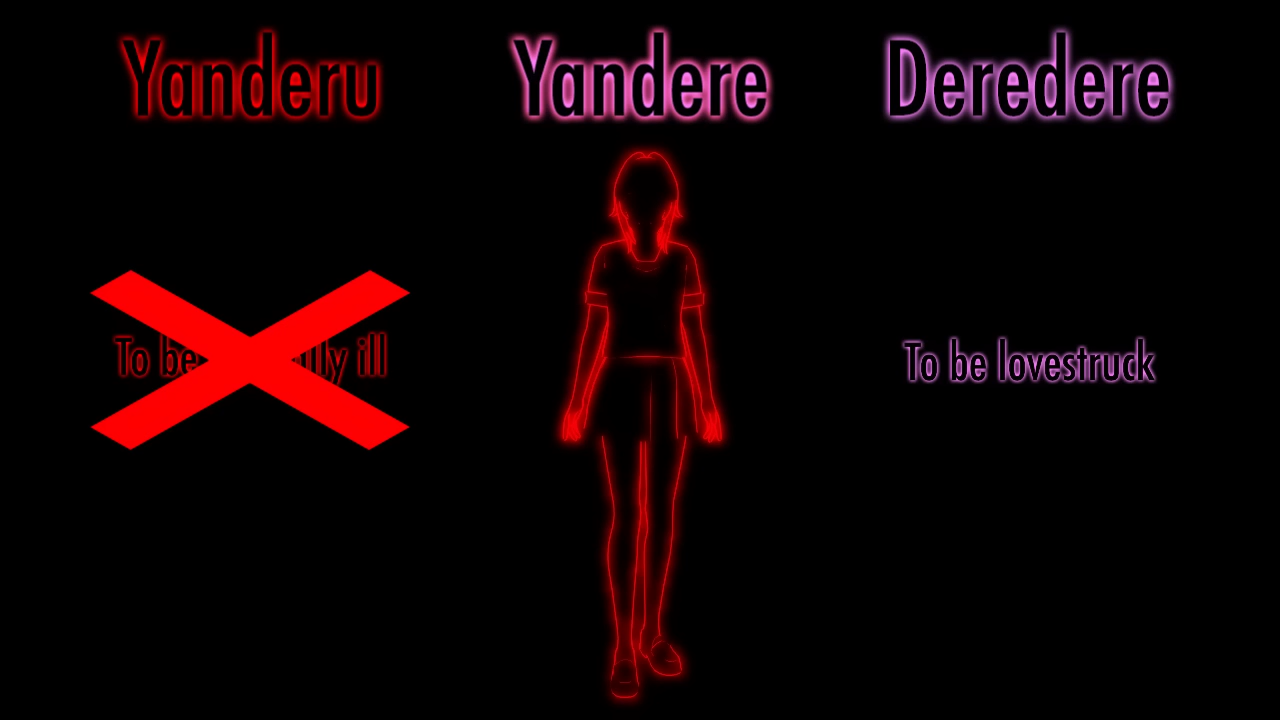 Yanderu
Yandere
Deredere
To be ill
To be lovestruck